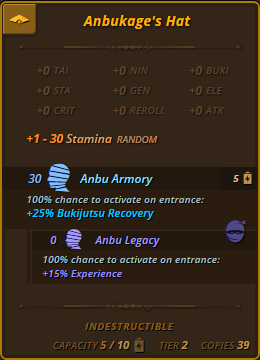 Anbukage's Hat
+0 TAI +0 NIN +0 BUKI
+0 STA +0 GEN +0 ELE
+0 CRIT +0 REROLL +0 ATK
+1 - 30 Stamina RANDOM
30 Anbu Armory 5
100% chance to activate on entrance:
+25% Bukijutsu Recovery
0 Anbu Legacy
100% chance to activate on entrance:
+15% Experience
INDESTRUCTIBLE
CAPACITY 5 / 10 TIER 2 COPIES 39